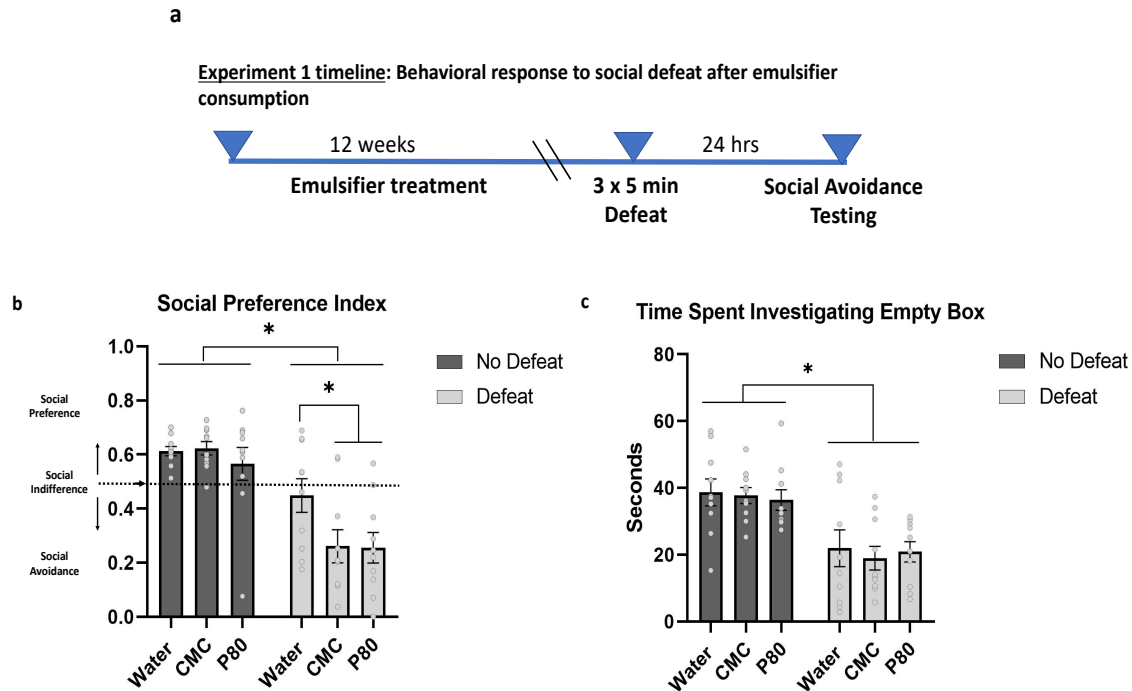 a
Experiment 1 timeline: Behavioral response to social defeat after emulsifier
consumption
12 weeks
24 hrs
Emulsifier treatment
3 x 5 min
Defeat
Social Avoidance
Testing
b
Social Preference Index
*
*
No Defeat
Defeat
1.0
0.8
0.6
0.4
0.2
0.0
Social
Preference
Social
Indifference
Social
Avoidance
Water
CMC
P80
Water
CMC
P80
c
Time Spent Investigating Empty Box
*
No Defeat
Defeat
Seconds
80
60
40
20
0
Water
CMC
P80
Water
CMC
P80